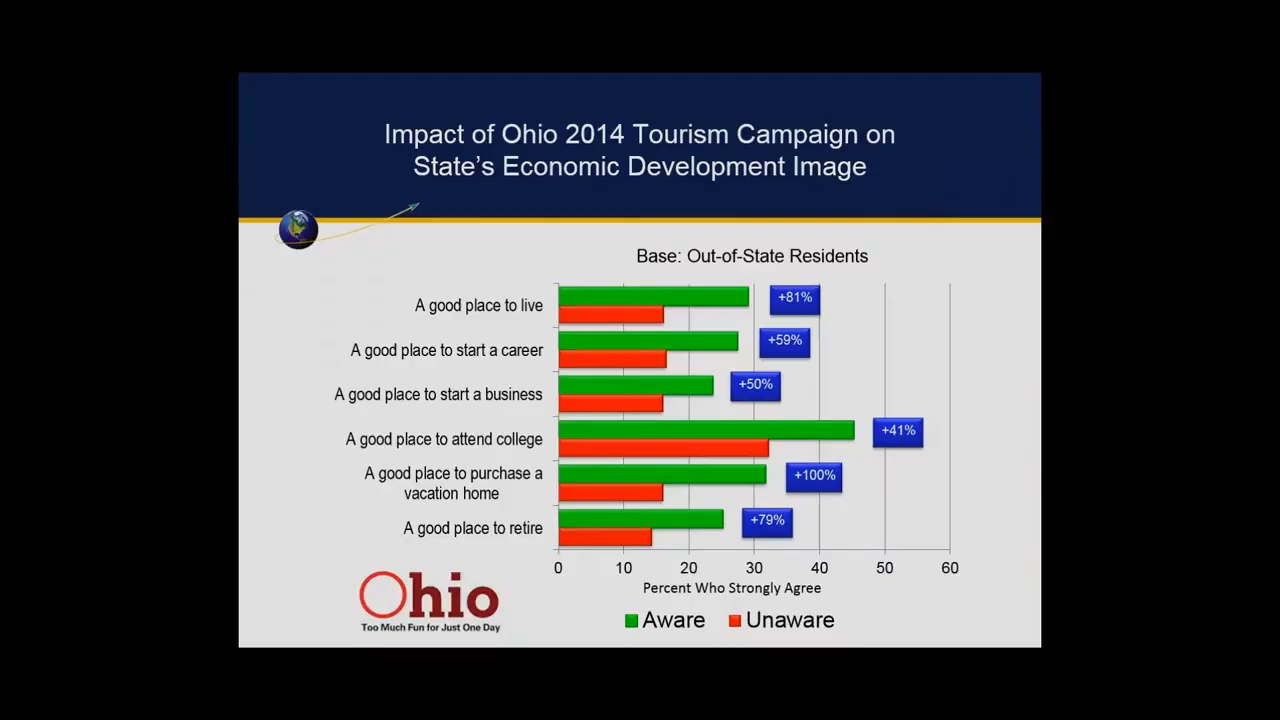 Impact of Ohio 2014 Tourism Campaign on
State's Economic Development Image
Base: Out-of-State Residents
A good place to live
+81%
A good place to start a career
+59%
A good place to start a business
+50%
A good place to attend college
+41%
A good place to purchase a
vacation home
+100%
A good place to retire
+79%
0 10 20 30 40 50 60
Percent Who Strongly Agree
Aware Unaware
Ohio
Too Much Fun for Just One Day